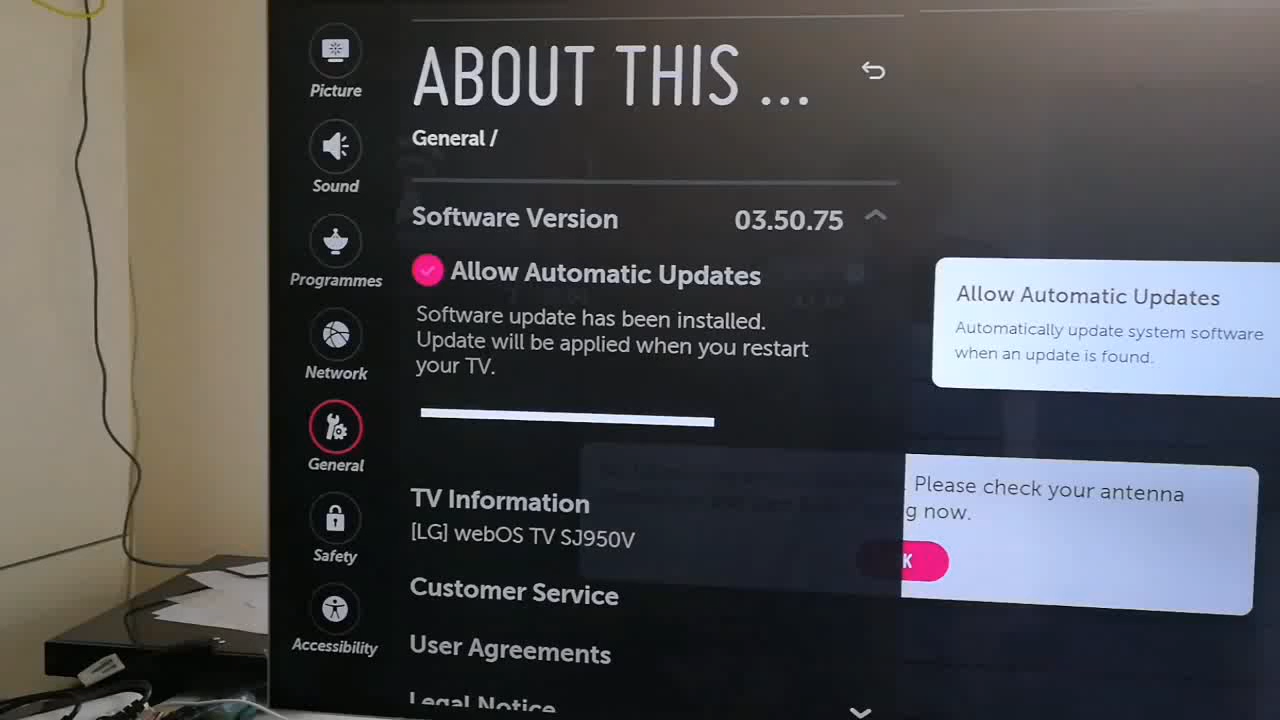 Picture
Sound
Programmes
Network
General
Safety
Accessibility
ABOUT THIS ...
General /
Software Version 03.50.75
Allow Automatic Updates
Software update has been installed.
Update will be applied when you restart
your TV.
TV Information
[LG] webOS TV SJ950V
Customer Service
User Agreements
Legal Notice
Allow Automatic Updates
Automatically update system software
when an update is found.
. Please check your antenna
g now.
K